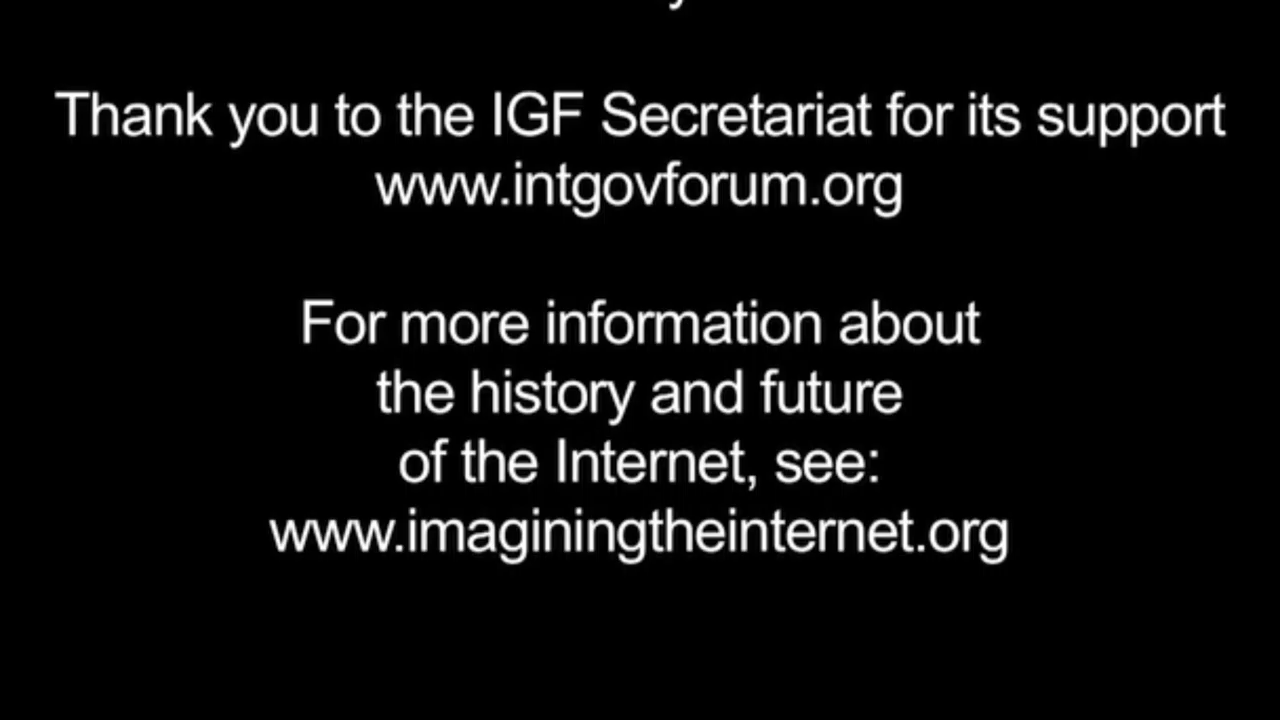 Thank you to the IGF Secretariat for its support
www.intgovforum.org
For more information about
the history and future
of the Internet, see:
www.imaginingtheinternet.org